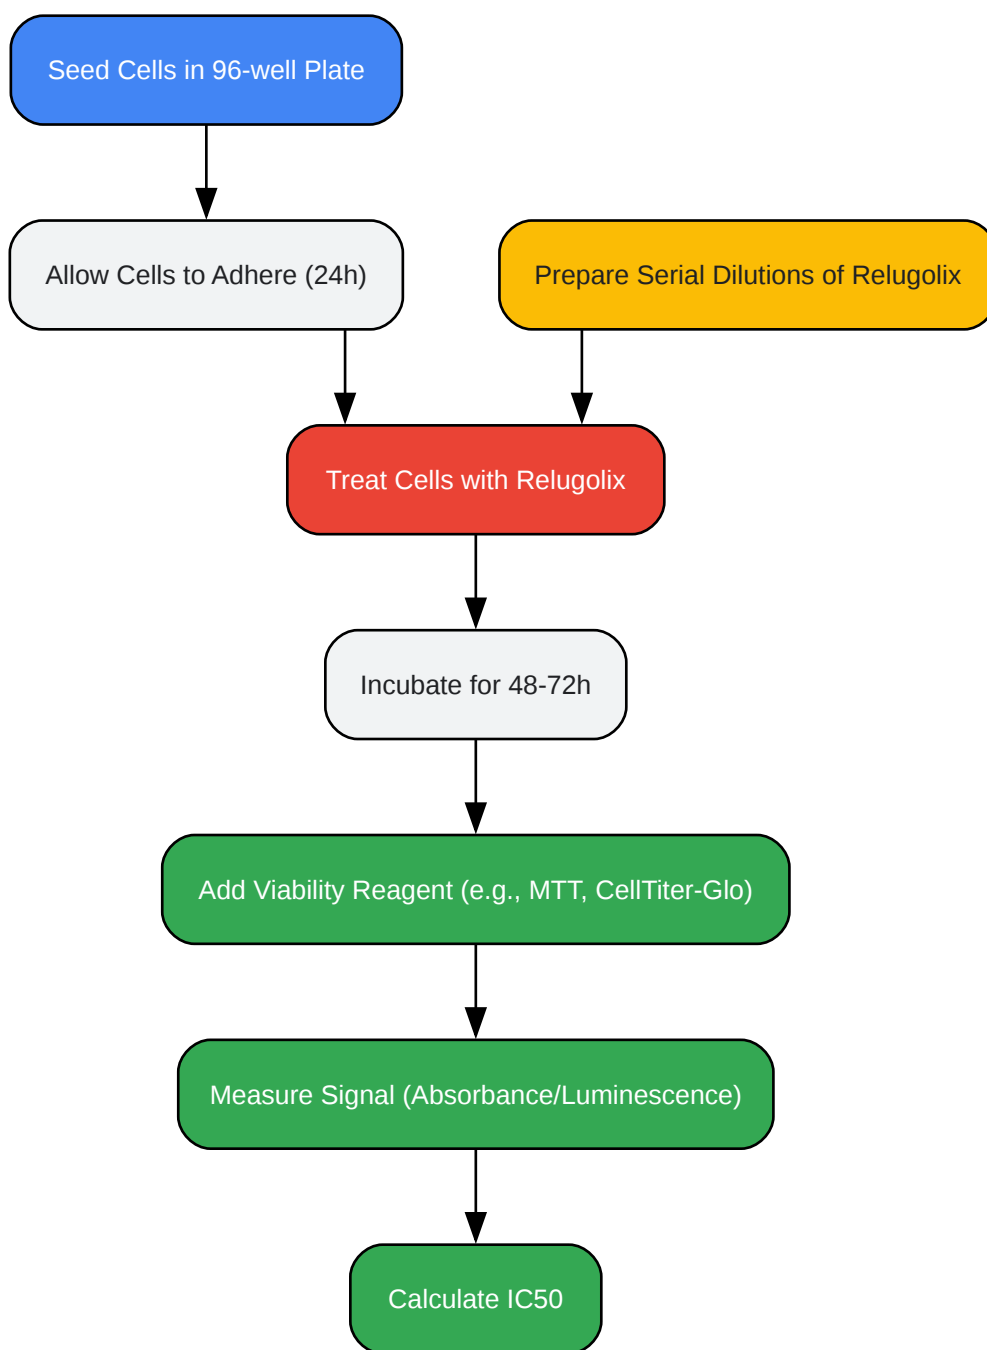 Seed Cells in 96-well Plate
Allow Cells to Adhere (24h)
Prepare Serial Dilutions of Relugolix
Treat Cells with Relugolix
Incubate for 48-72h
Add Viability Reagent (e.g., MTT, CellTiter-Glo)
Measure Signal (Absorbance/Luminescence)
Calculate IC50